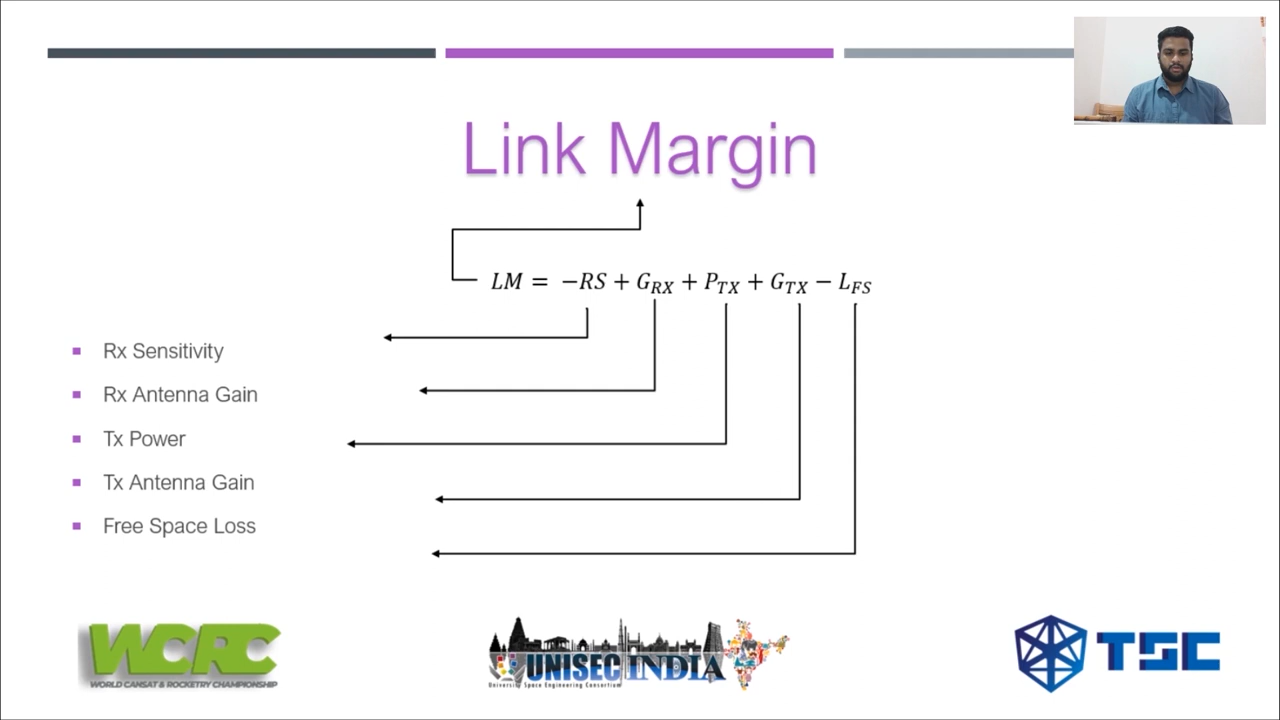 Link Margin
LM = −RS + G_RX + P_TX + G_TX − L_FS
▪ Rx Sensitivity
▪ Rx Antenna Gain
▪ Tx Power
▪ Tx Antenna Gain
▪ Free Space Loss
WCRC
WORLD CANSAT & ROCKETRY CHAMPIONSHIP
UNISEC INDIA
University Space Engineering Consortium
TSC